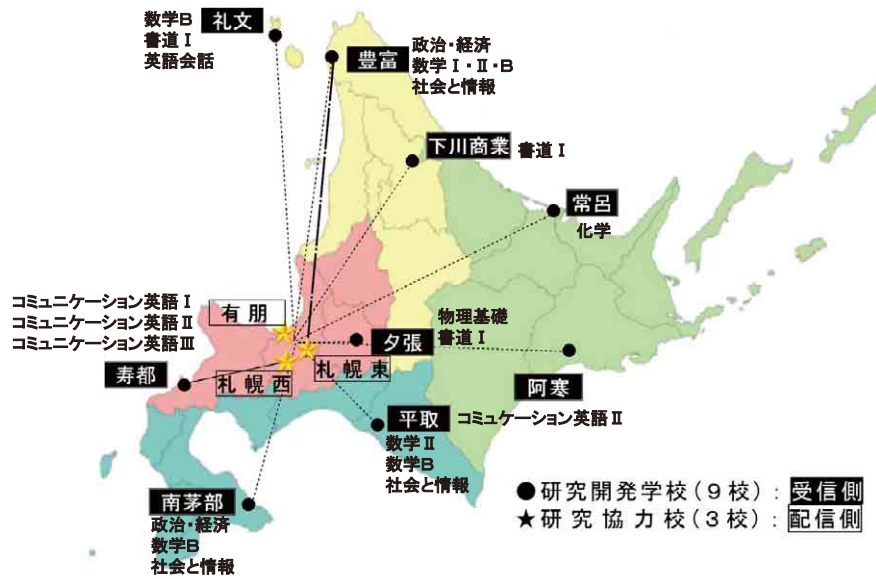 礼文
数学B
書道Ⅰ
英語会話
豊富
政治・経済
数学Ⅰ・Ⅱ・B
社会と情報
下川商業
書道Ⅰ
常呂
化学
コミュニケーション英語Ⅰ
コミュニケーション英語Ⅱ
コミュニケーション英語Ⅲ
有朋
物理基礎
書道Ⅰ
夕張
札幌東
札幌西
寿都
阿寒
平取
コミュケーション英語Ⅱ
数学Ⅱ
数学B
社会と情報
南茅部
政治・経済
数学B
社会と情報
●研究開発学校(9校):受信側
★研究協力校(3校):配信側